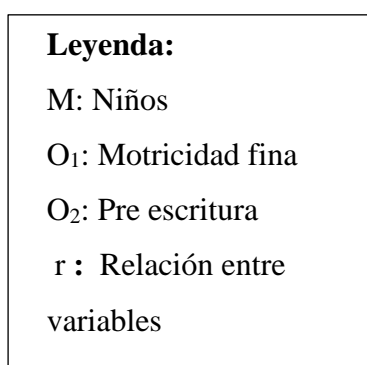 Leyenda:
M: Niños
O₁: Motricidad fina
O₂: Pre escritura
r : Relación entre
variables